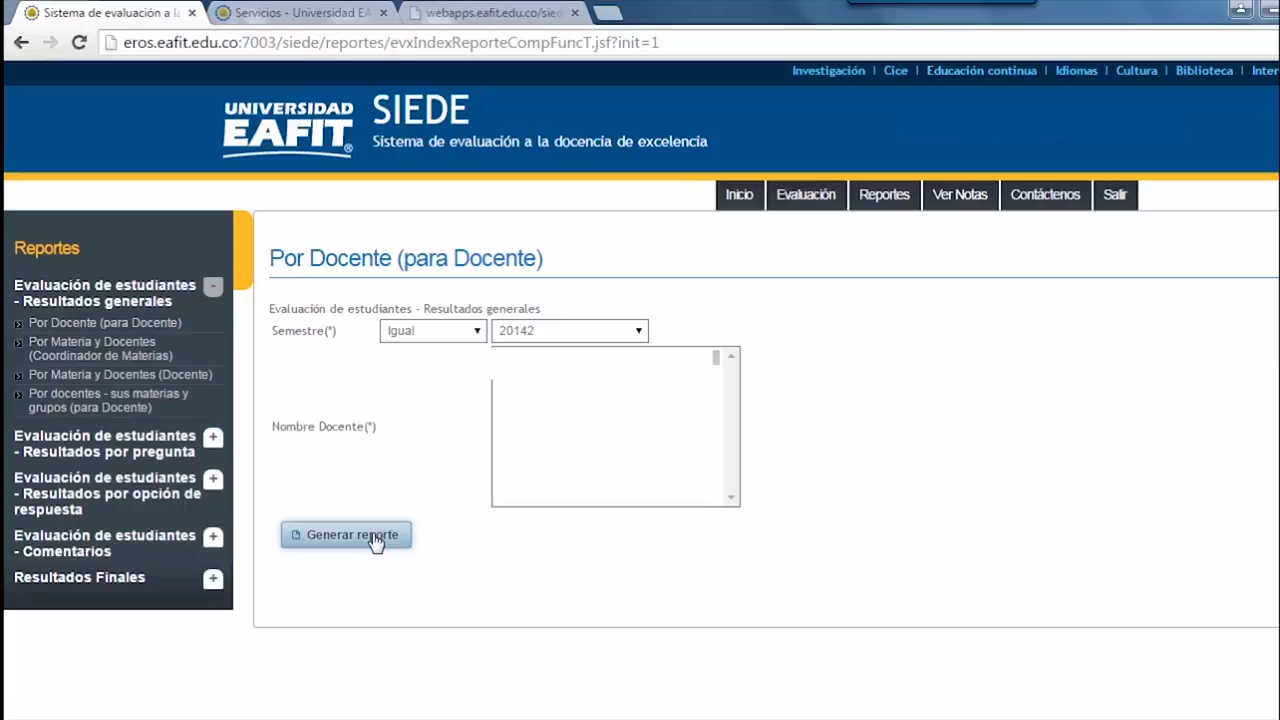 Sistema de evaluación a l
Servicios - Universidad EA
webapps.eafit.edu.co/sied
eros.eafit.edu.co:7003/siede/reportes/evxIndexReporteCompFuncT.jsf?init=1
Investigación | Cice | Educación continua | Idiomas | Cultura | Biblioteca | Inter
UNIVERSIDAD
EAFIT®
SIEDE
Sistema de evaluación a la docencia de excelencia
Inicio Evaluación Reportes Ver Notas Contáctenos Salir
Reportes
Evaluación de estudiantes
- Resultados generales
Por Docente (para Docente)
Por Materia y Docentes
(Coordinador de Materias)
Por Materia y Docentes (Docente)
Por docentes - sus materias y
grupos (para Docente)
Evaluación de estudiantes
- Resultados por pregunta
Evaluación de estudiantes
- Resultados por opción de
respuesta
Evaluación de estudiantes
- Comentarios
Resultados Finales
Por Docente (para Docente)
Evaluación de estudiantes - Resultados generales
Semestre(*) Igual 20142
Nombre Docente(*)
Generar reporte